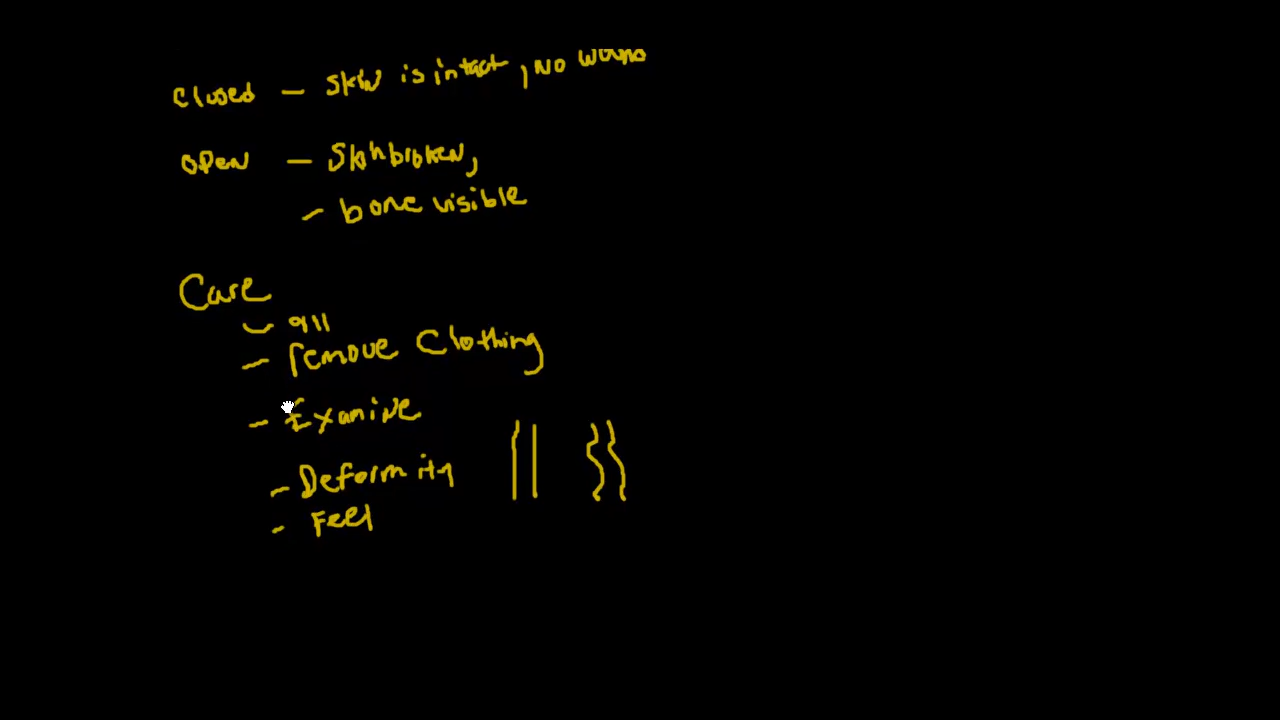 closed – skin is intact, No wound
open – Skin broken,
– bone visible
Care
– 911
– remove Clothing
– Examine
– Deformity
- Feel